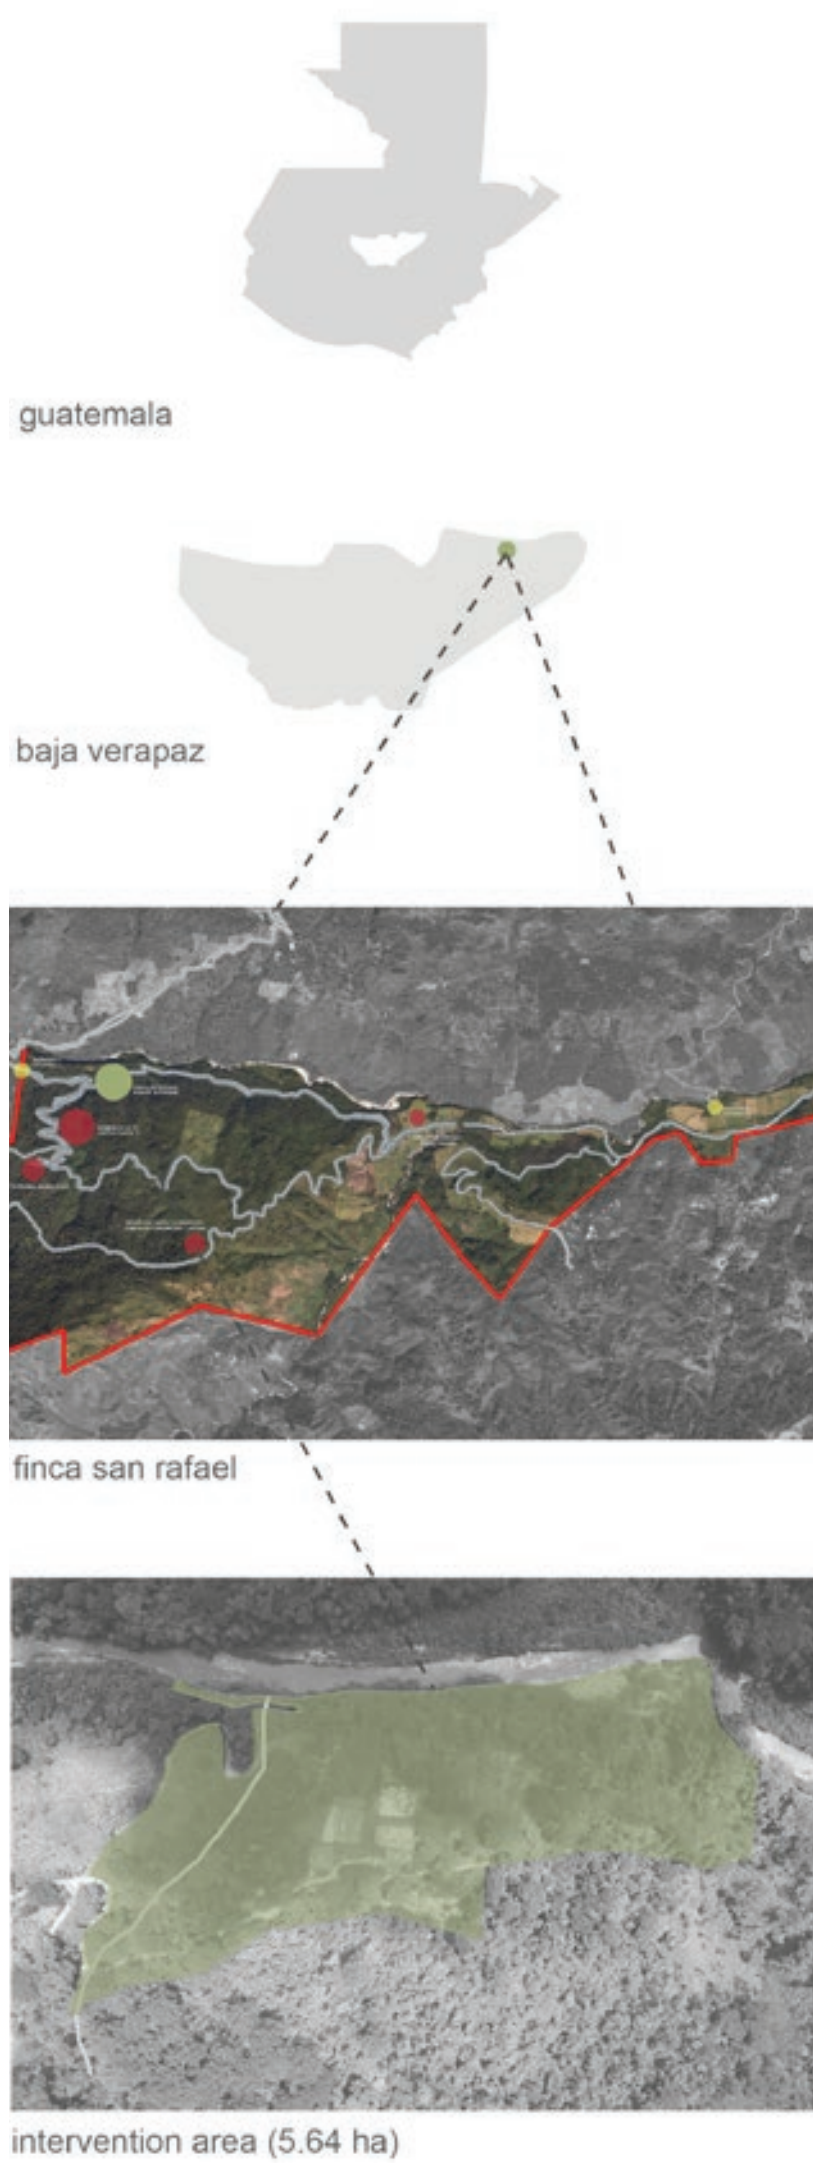 guatemala
baja verapaz
finca san rafael
intervention area (5.64 ha)